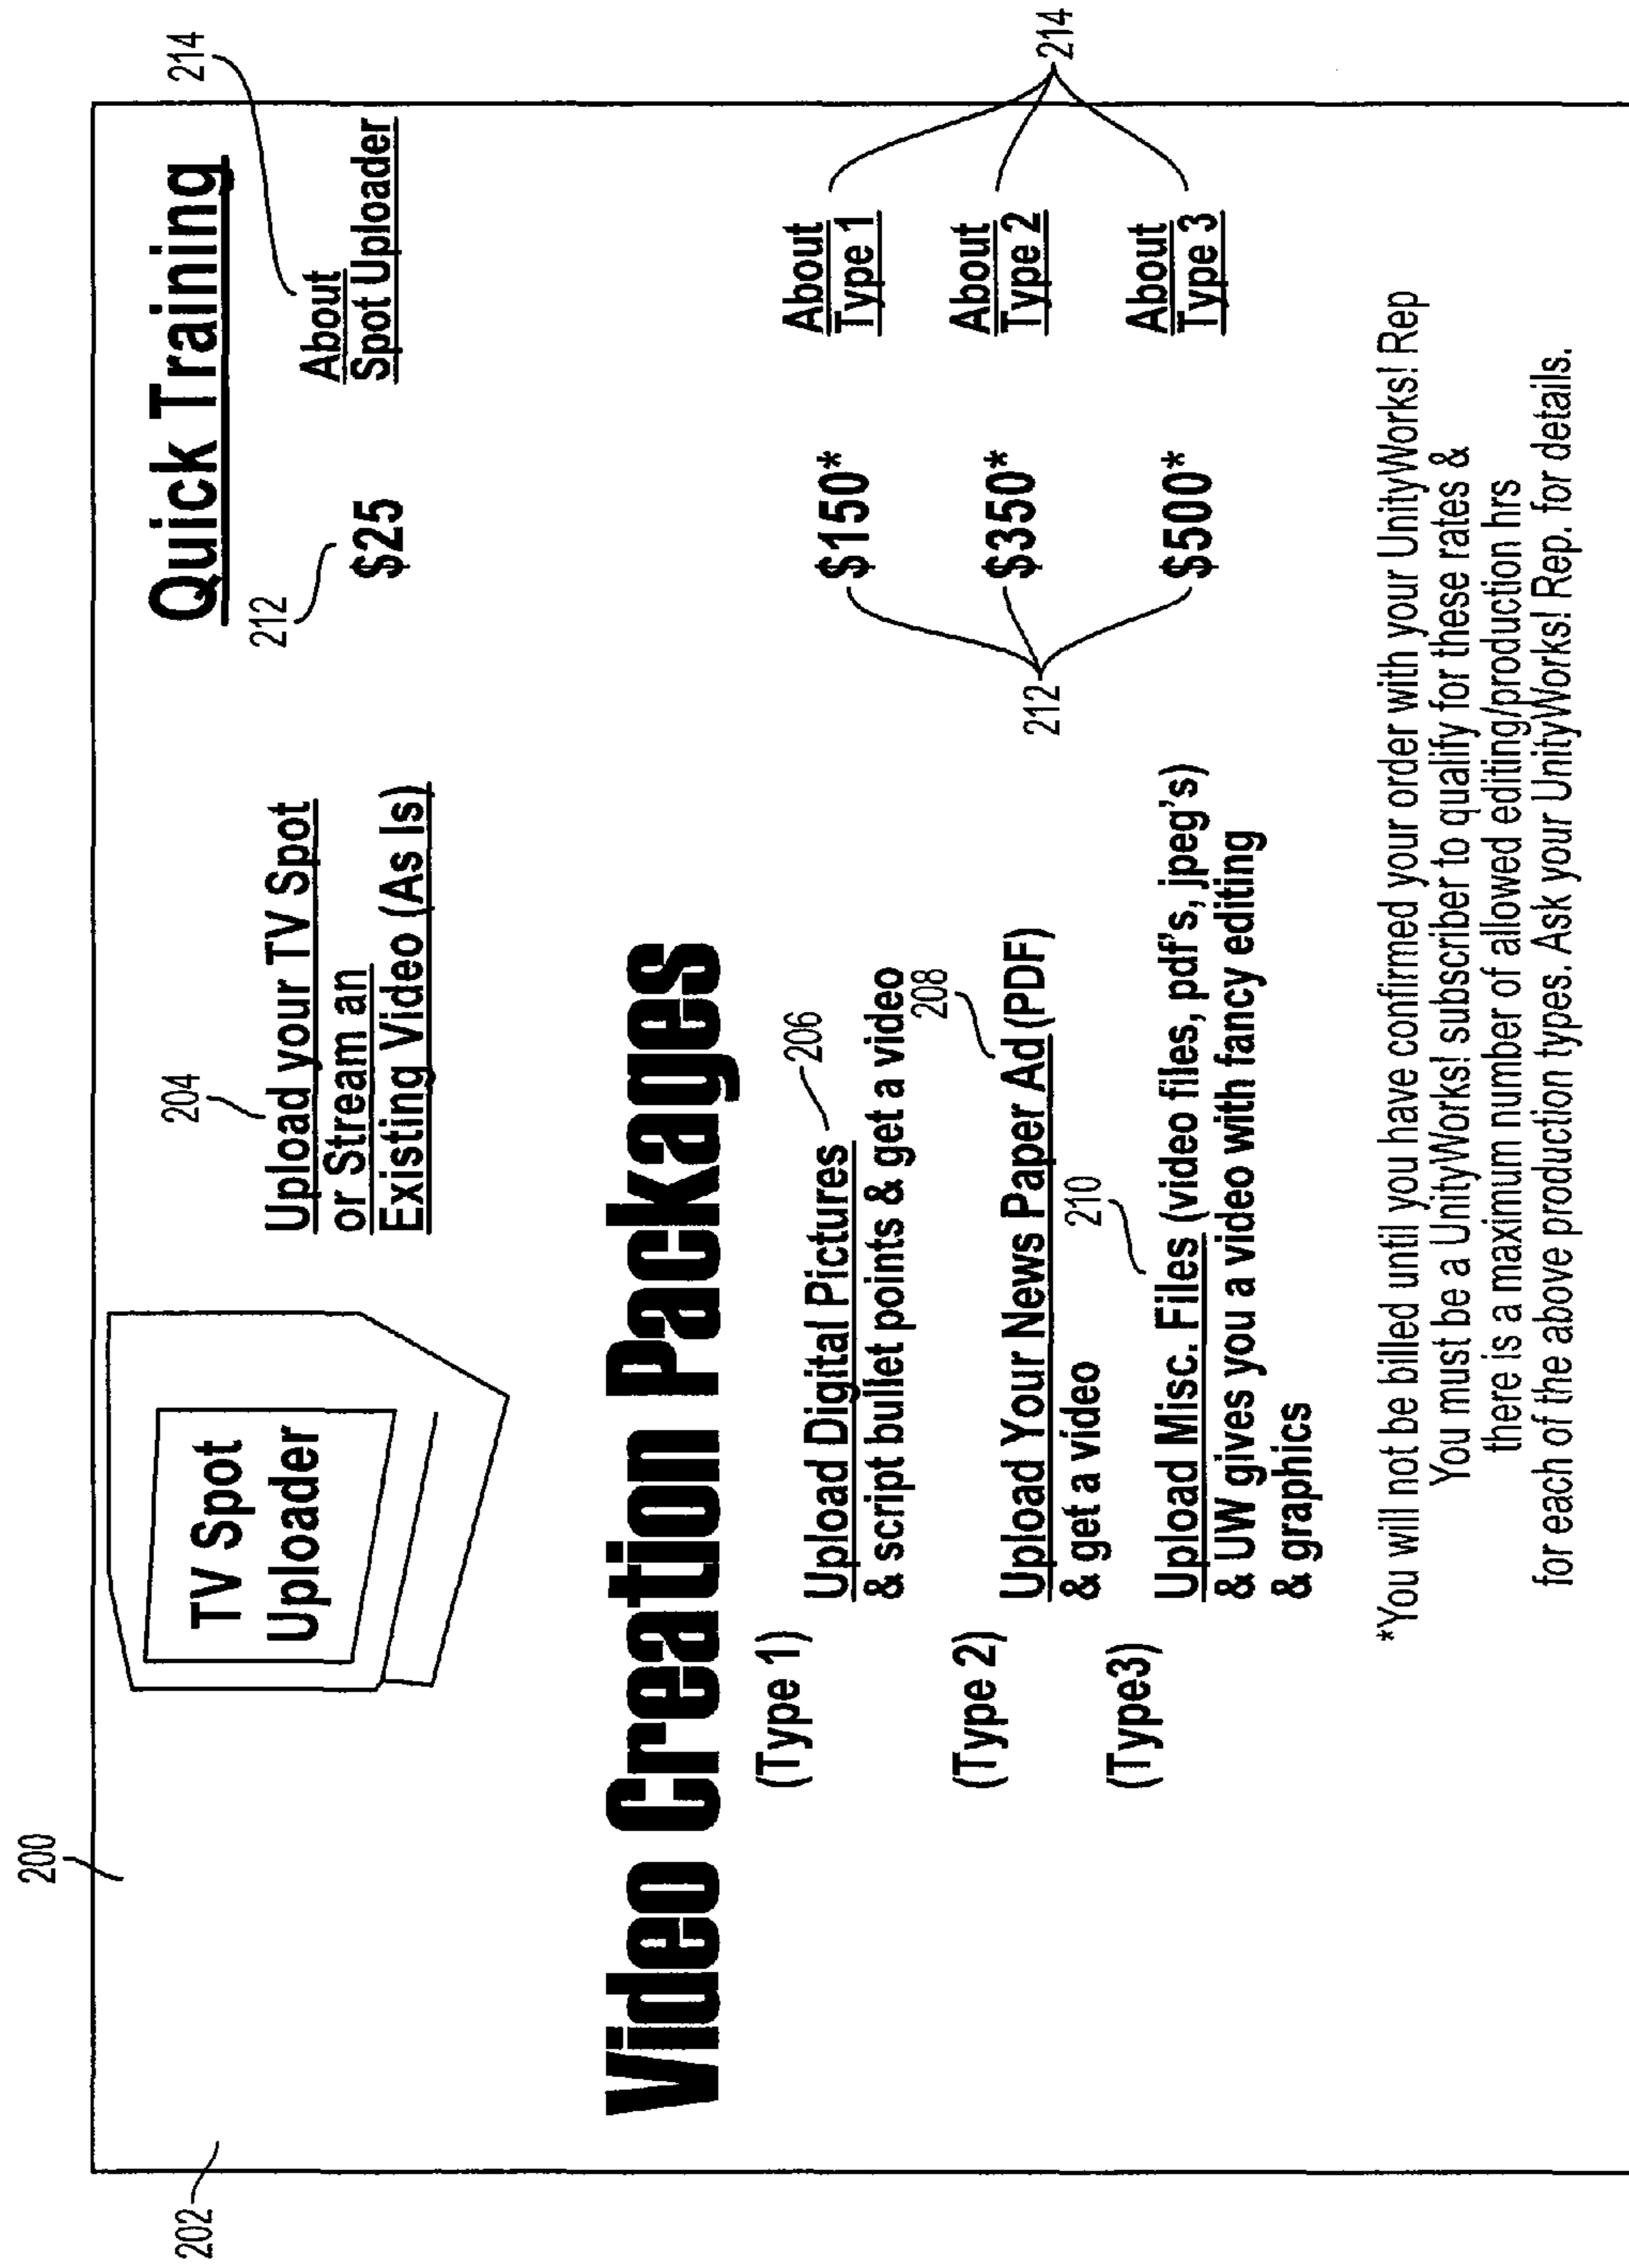 200
202
TV Spot
Uploader
204
Upload your TV Spot
or Stream an
Existing Video (As Is)
Quick Training
212
$25
214
About
Spot Uploader
Video Creation Packages
(Type 1)
Upload Digital Pictures
& script bullet points & get a video
206
$150*
About
Type 1
(Type 2)
Upload Your News Paper Ad (PDF)
& get a video
208
$350*
About
Type 2
(Type3)
210
Upload Misc. Files (video files, pdf's, jpeg's)
& UW gives you a video with fancy editing
& graphics
$500*
About
Type 3
212
214
*You will not be billed until you have confirmed your order with your UnityWorks! Rep
You must be a UnityWorks! subscriber to qualify for these rates &
there is a maximum number of allowed editing/production hrs
for each of the above production types. Ask your UnityWorks! Rep. for details.